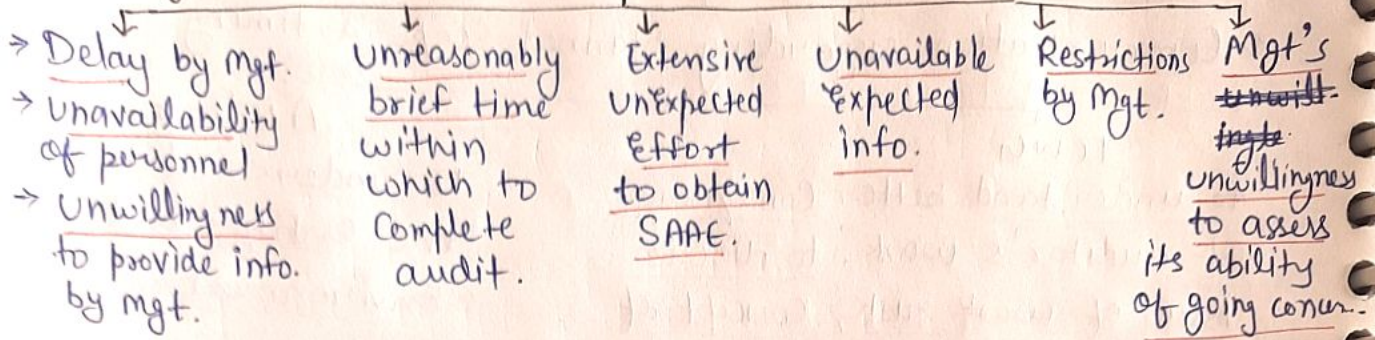 → Delay by mgt.
→ unavailability
of personnel
→ unwillingness
to provide info.
by mgt.
unreasonably
brief time
within
which to
complete
audit.
Extensive
unexpected
effort
to obtain
SAAE.
unavailable
expected
info.
Restrictions
by Mgt.
Mgt's
unwillingness
to assess
its ability
of going concern.